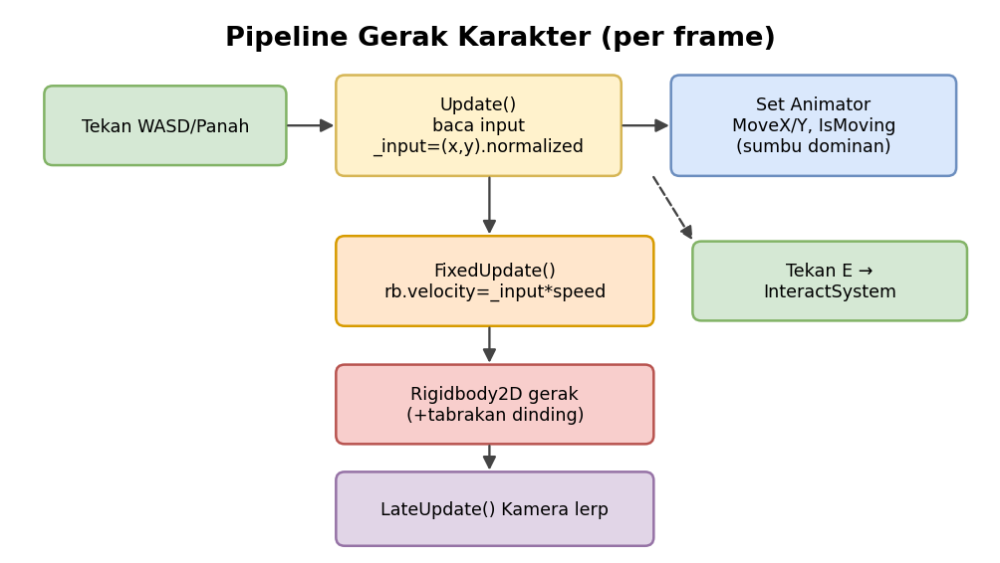 Pipeline Gerak Karakter (per frame)
Tekan WASD/Panah
Update()
baca input
_input=(x,y).normalized
Set Animator
MoveX/Y, IsMoving
(sumbu dominan)
FixedUpdate()
rb.velocity=_input*speed
Tekan E →
InteractSystem
Rigidbody2D gerak
(+tabrakan dinding)
LateUpdate() Kamera lerp